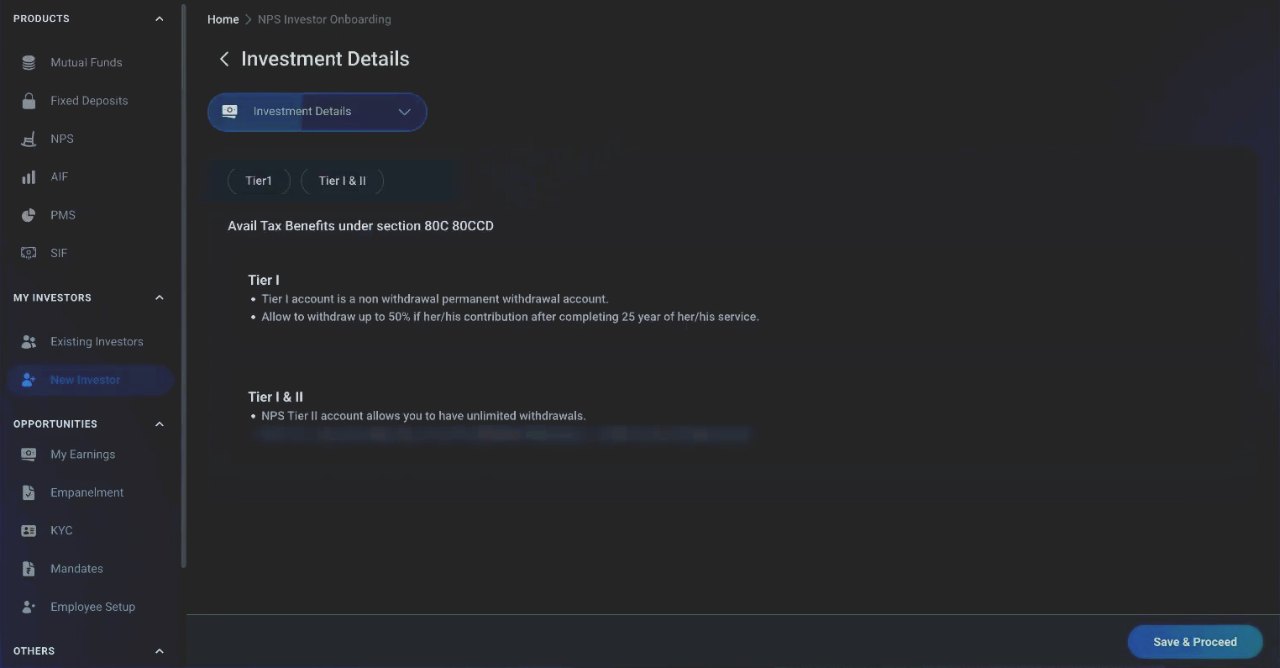 PRODUCTS
Mutual Funds
Fixed Deposits
NPS
AIF
PMS
SIF
MY INVESTORS
Existing Investors
New Investor
OPPORTUNITIES
My Earnings
Empanelment
KYC
Mandates
Employee Setup
OTHERS
Home > NPS Investor Onboarding
Investment Details
Investment Details
Tier1 Tier I & II
Avail Tax Benefits under section 80C 80CCD
Tier I
• Tier I account is a non withdrawal permanent withdrawal account.
• Allow to withdraw up to 50% if her/his contribution after completing 25 year of her/his service.
Tier I & II
• NPS Tier II account allows you to have unlimited withdrawals.
Save & Proceed